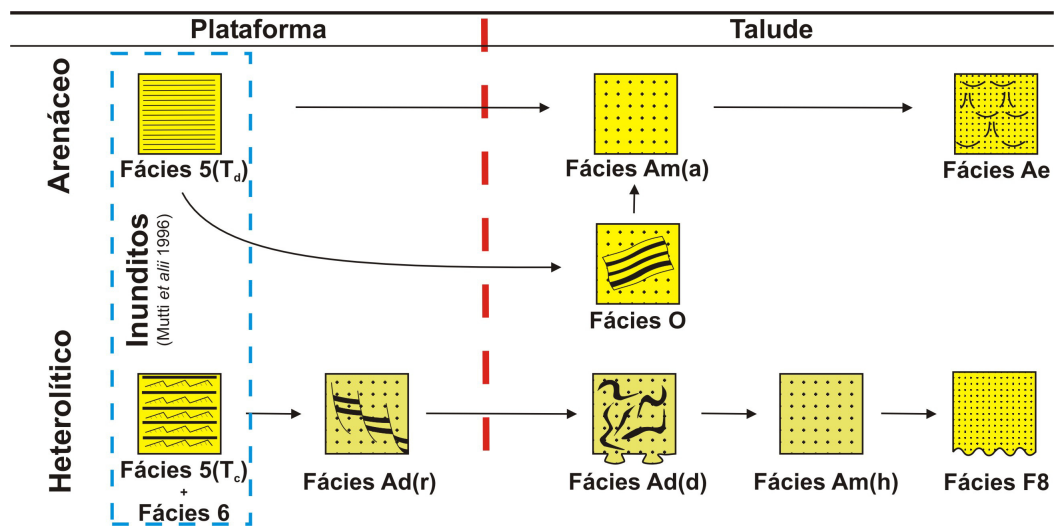 Plataforma
Talude
Arenáceo
Fácies 5(Td)
Fácies Am(a)
Fácies Ae
Inunditos
(Mutti et alii 1996)
Fácies O
Heterolítico
Fácies 5(Tc)
+
Fácies 6
Fácies Ad(r)
Fácies Ad(d)
Fácies Am(h)
Fácies F8